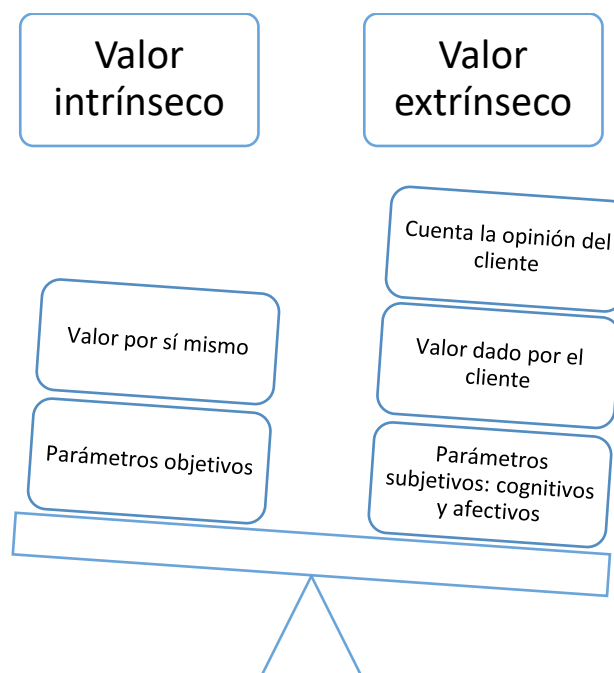 Valor
intrínseco
Valor
extrínseco
Cuenta la opinión del
cliente
Valor por sí mismo
Valor dado por el
cliente
Parámetros objetivos
Parámetros
subjetivos: cognitivos
y afectivos